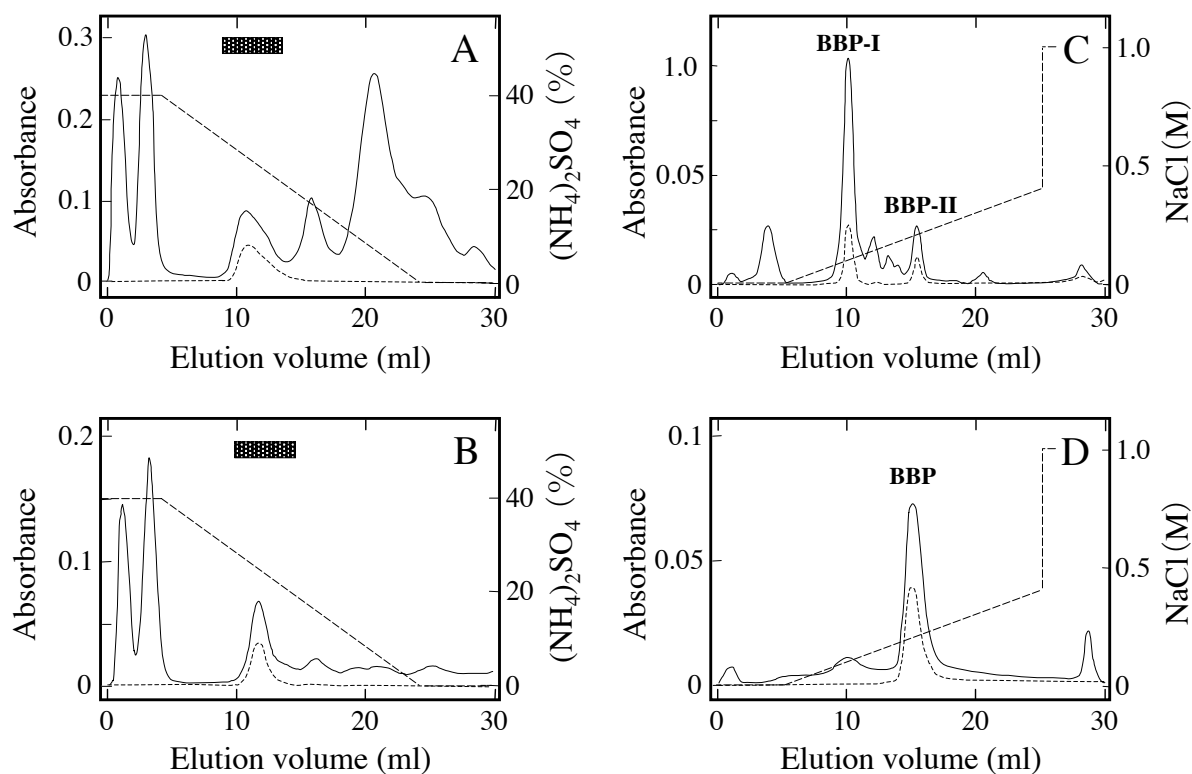 A
0.3
0.2
0.1
0
Absorbance
40
20
0
(NH4)2SO4 (%)
0 10 20 30
Elution volume (ml)
C
BBP-I
BBP-II
1.0
0.05
0
Absorbance
1.0
0.5
0
NaCl (M)
0 10 20 30
Elution volume (ml)
B
0.2
0.1
0
Absorbance
40
20
0
(NH4)2SO4 (%)
0 10 20 30
Elution volume (ml)
D
BBP
0.1
0.05
0
Absorbance
1.0
0.5
0
NaCl (M)
0 10 20 30
Elution volume (ml)